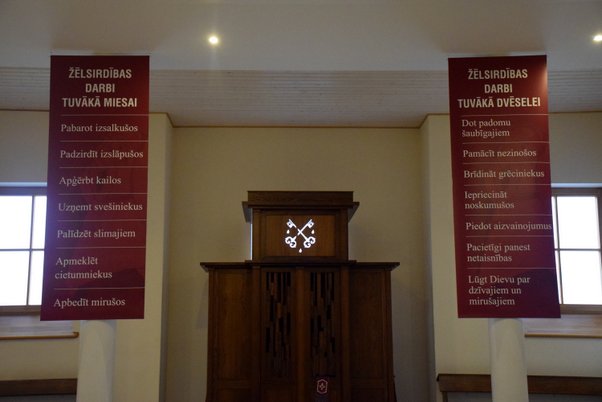 ŽĒLSIRDĪBAS
DARBI
TUVĀKĀ MIESAI
Pabarot izsalkušos
Padzirdīt izslāpušos
Apģērbt kailos
Uzņemt svešiniekus
Palīdzēt slimajiem
Apmeklēt
cietumniekus
Apbedīt mirušos
ŽĒLSIRDĪBAS
DARBI
TUVĀKĀ DVĒSELEI
Dot padomu
šaubīgajiem
Pamācīt nezinošos
Brīdināt grēciniekus
Iepriecināt
noskumušos
Piedot aizvainojumus
Pacietīgi panest
netaisnības
Lūgt Dievu par
dzīvajiem un
mirušajiem